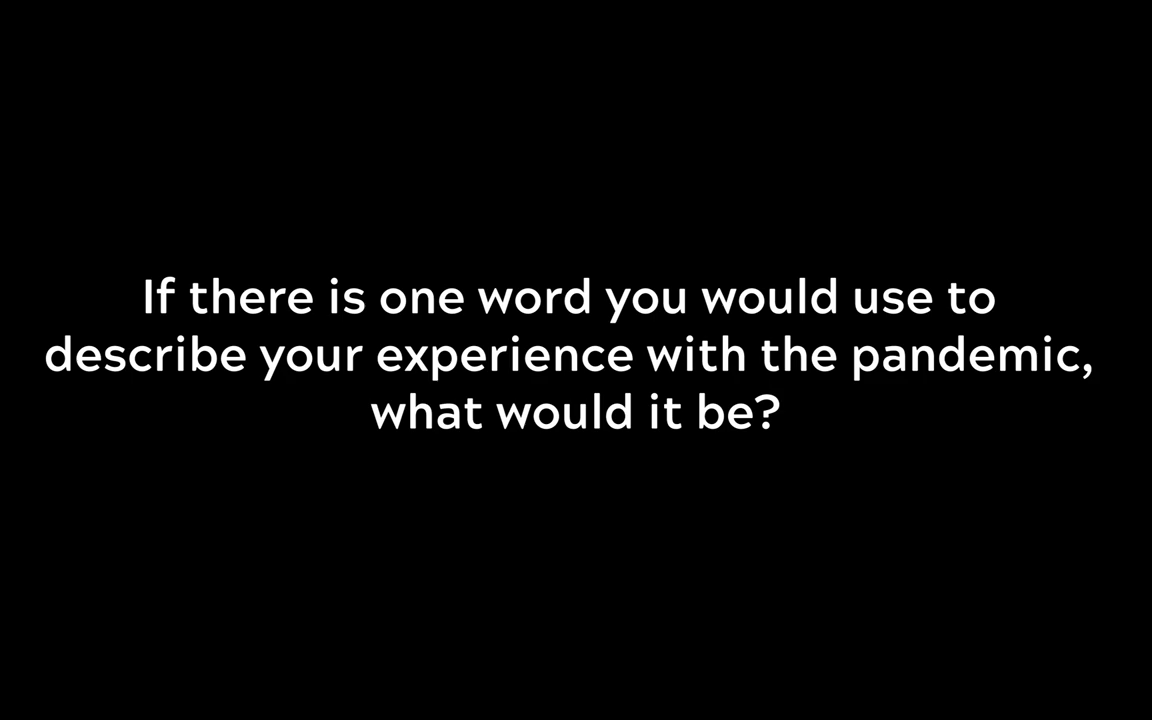 If there is one word you would use to
describe your experience with the pandemic,
what would it be?